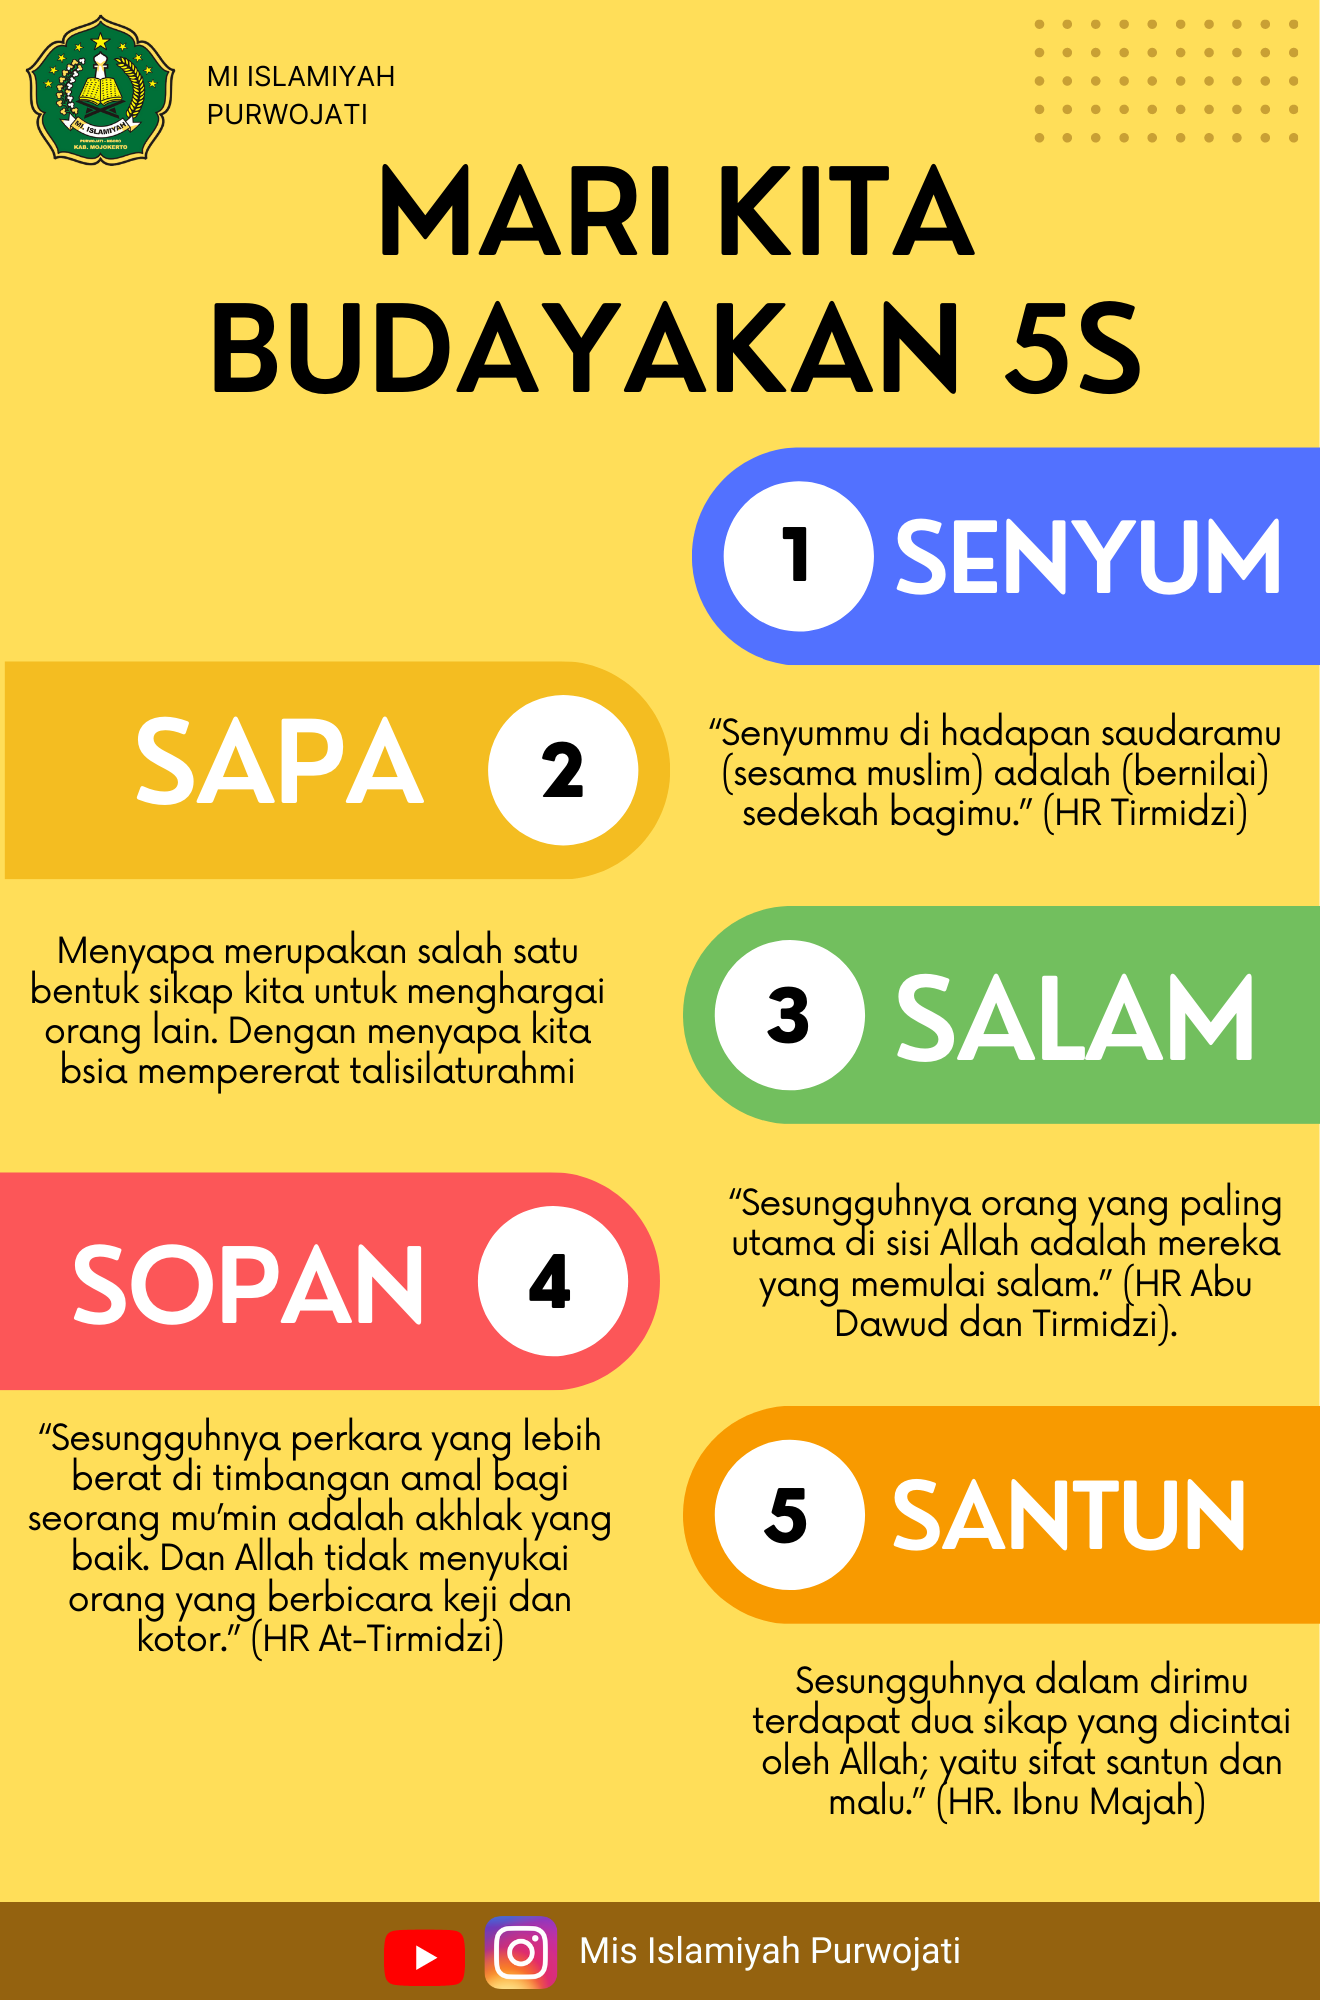 MI ISLAMIYAH
PURWOJATI
MI. ISLAMIYAH
PURWOJATI - NGORO
KAB. MOJOKERTO
MARI KITA
BUDAYAKAN 5S
1 SENYUM
“Senyummu di hadapan saudaramu
(sesama muslim) adalah (bernilai)
sedekah bagimu.” (HR Tirmidzi)
SAPA 2
Menyapa merupakan salah satu
bentuk sikap kita untuk menghargai
orang lain. Dengan menyapa kita
bsia mempererat talisilaturahmi
3 SALAM
“Sesungguhnya orang yang paling
utama di sisi Allah adalah mereka
yang memulai salam.” (HR Abu
Dawud dan Tirmidzi).
SOPAN 4
“Sesungguhnya perkara yang lebih
berat di timbangan amal bagi
seorang mu’min adalah akhlak yang
baik. Dan Allah tidak menyukai
orang yang berbicara keji dan
kotor.” (HR At-Tirmidzi)
5 SANTUN
Sesungguhnya dalam dirimu
terdapat dua sikap yang dicintai
oleh Allah; yaitu sifat santun dan
malu.” (HR. Ibnu Majah)
Mis Islamiyah Purwojati